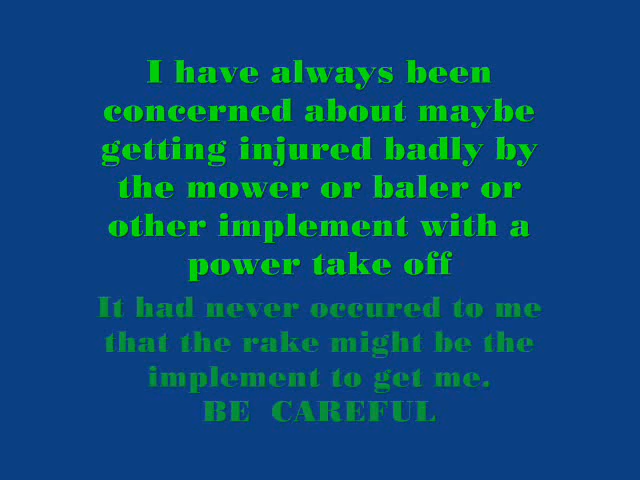 I have always been
concerned about maybe
getting injured badly by
the mower or baler or
other implement with a
power take off
It had never occured to me
that the rake might be the
implement to get me.
BE CAREFUL